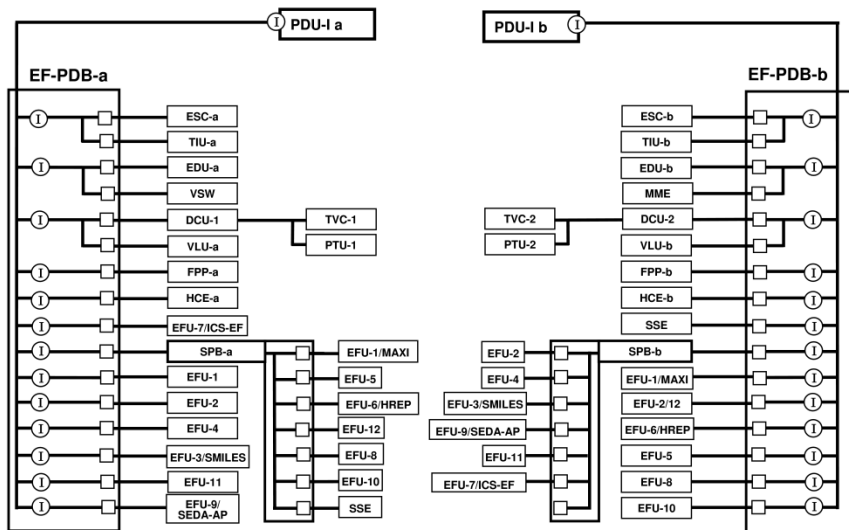 I PDU-I a
PDU-I b I
EF-PDB-a
EF-PDB-b
I ESC-a
TIU-a
I EDU-a
VSW
I DCU-1 TVC-1
VLU-a PTU-1
I FPP-a
I HCE-a
I EFU-7/ICS-EF
I SPB-a EFU-1/MAXI
I EFU-1 EFU-5
I EFU-2 EFU-6/HREP
I EFU-4 EFU-12
I EFU-3/SMILES EFU-8
I EFU-11 EFU-10
I EFU-9/
SEDA-AP SSE
ESC-b I
TIU-b
EDU-b I
MME
TVC-2 DCU-2 I
PTU-2 VLU-b
FPP-b I
HCE-b I
SSE I
EFU-2 SPB-b I
EFU-4 EFU-1/MAXI I
EFU-3/SMILES EFU-2/12 I
EFU-9/SEDA-AP EFU-6/HREP I
EFU-11 EFU-5 I
EFU-7/ICS-EF EFU-8 I
EFU-10 I